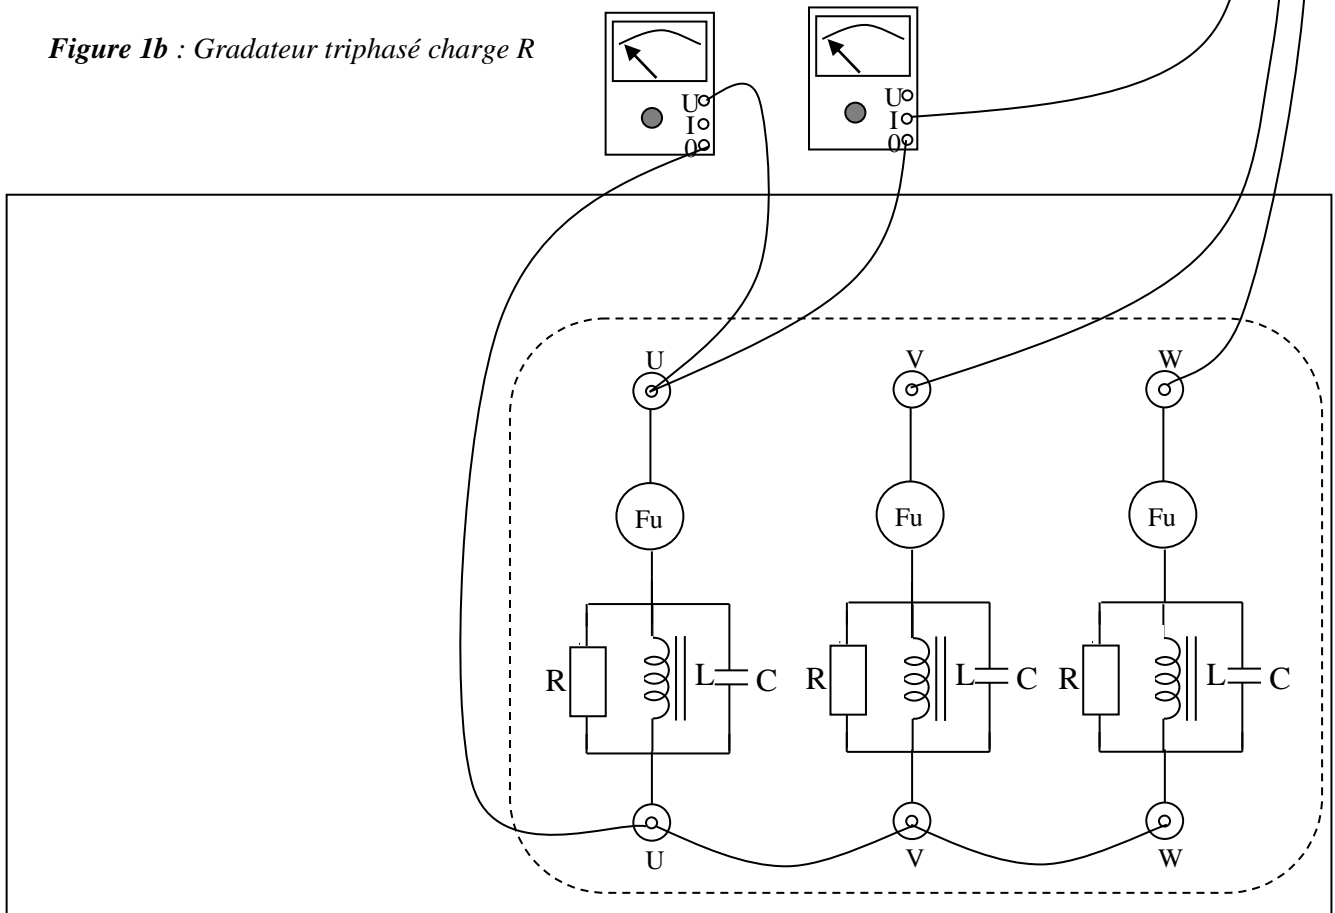 Figure 1b : Gradateur triphasé charge R
U
I
0
U
I
0
U V W
Fu Fu Fu
R L C R L C R L C
U V W